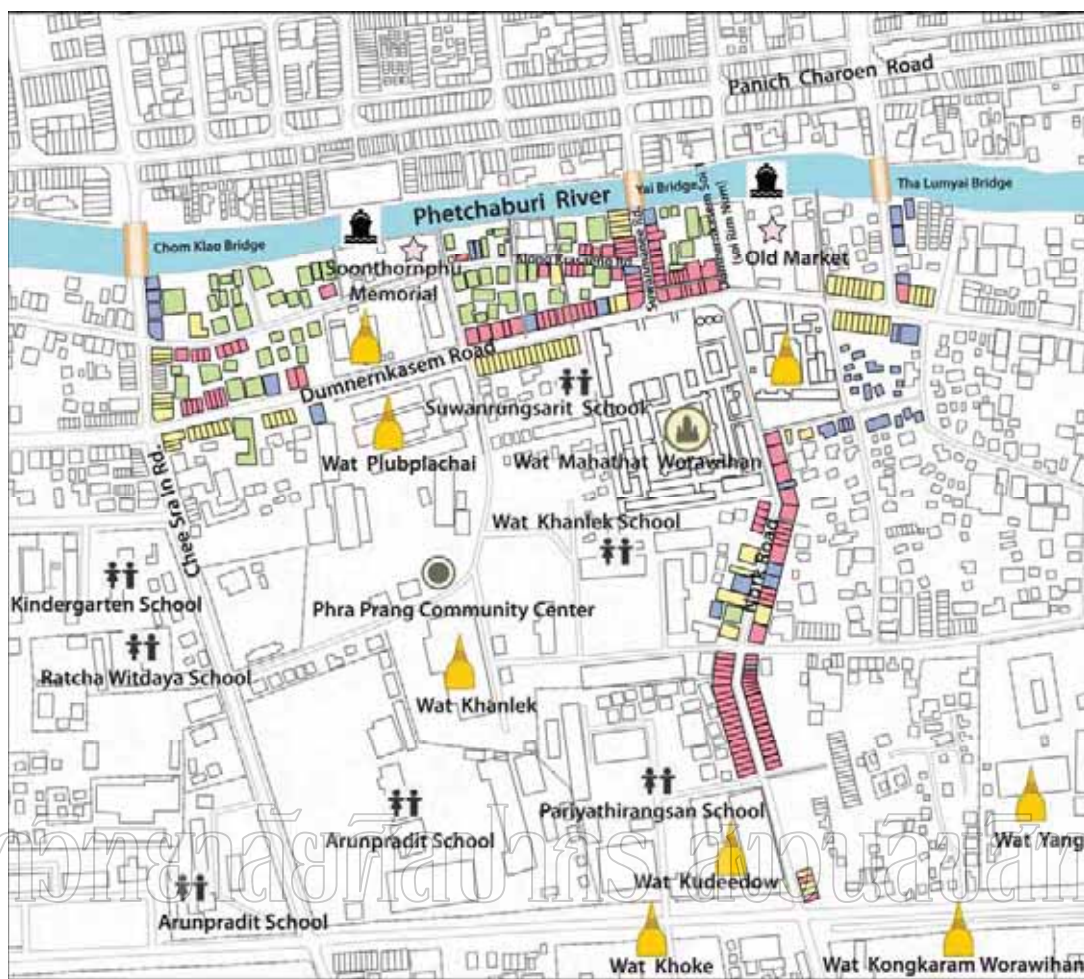 Panich Charoen Road
Yai Bridge
Tha Lumyai Bridge
Phetchaburi River
Chom Klao Bridge
Soonthornphu
Memorial
Old Market
Dumnernkasem Road
Suwanrungsarit School
Wat Plubplachai
Wat Mahathat Worawihan
Chee Sra In Rd
Wat Khanlek School
Nork Road
Kindergarten School
Phra Prang Community Center
Ratcha Witdaya School
Wat Khanlek
Pariyathirangsan School
Arunpradit School
Wat Yang
Wat Kudeedow
Arunpradit School
Wat Khoke
Wat Kongkaram Worawihan